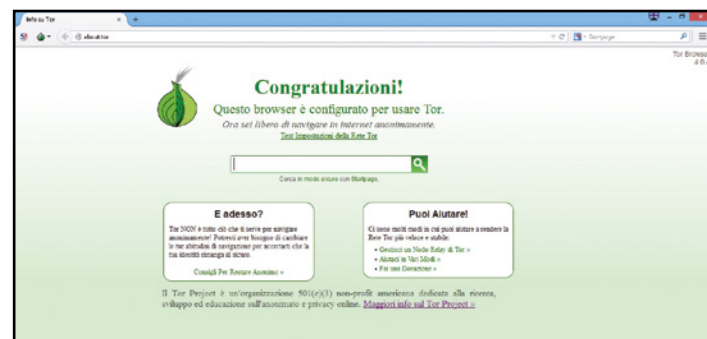 Info su Tor
about:tor
Startpage
Tor Browser
Congratulazioni!
Questo browser è configurato per usare Tor.
Ora sei libero di navigare in internet anonimamente.
Test Impostazioni della Rete Tor
Cerca in modo sicuro con Startpage.
E adesso?
Tor NON è tutto ciò che ti serve per navigare
anonimamente! Potresti aver bisogno di cambiare
le tue abitudini di navigazione per accertarti che la
tua identità rimanga al sicuro.
Consigli Per Restare Anonimo »
Puoi Aiutare!
Ci sono molti modi in cui puoi aiutare a rendere la
Rete Tor più veloce e stabile:
• Gestisci un Nodo Relay di Tor »
• Aiutaci in Vari Modi »
• Fai una Donazione »
Il Tor Project è un'organizzazione 501(c)(3) non-profit americana dedicata alla ricerca,
sviluppo ed educazione sull'anonimato e privacy online. Maggiori info sul Tor Project »